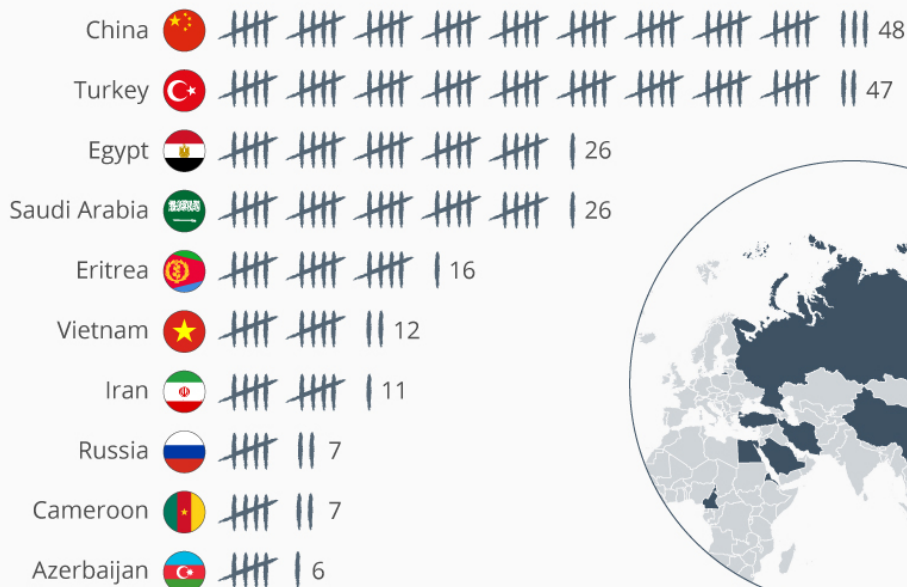 China 48
Turkey 47
Egypt 26
Saudi Arabia 26
Eritrea 16
Vietnam 12
Iran 11
Russia 7
Cameroon 7
Azerbaijan 6